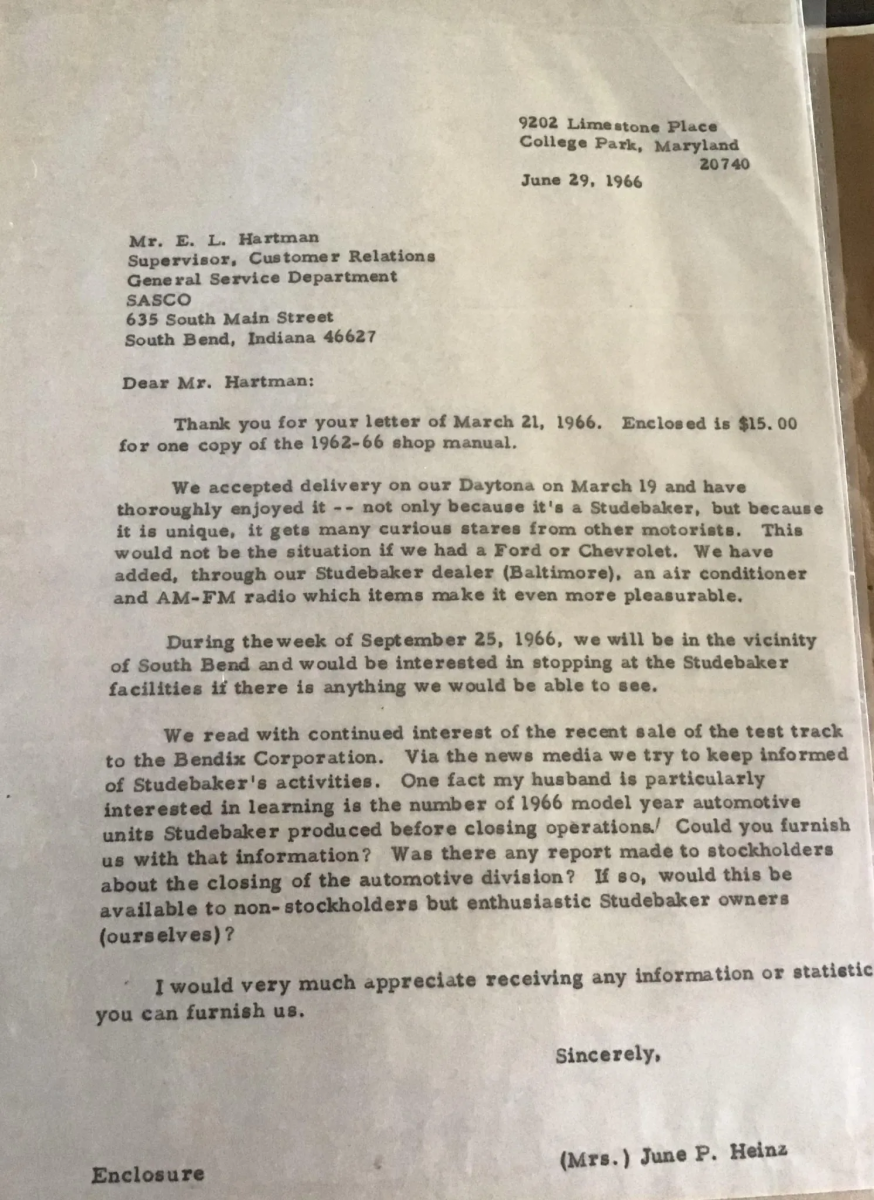 9202 Limestone Place
College Park, Maryland
20740
June 29, 1966
Mr. E. L. Hartman
Supervisor, Customer Relations
General Service Department
SASCO
635 South Main Street
South Bend, Indiana 46627
Dear Mr. Hartman:
Thank you for your letter of March 21, 1966. Enclosed is $15.00
for one copy of the 1962-66 shop manual.
We accepted delivery on our Daytona on March 19 and have
thoroughly enjoyed it -- not only because it's a Studebaker, but because
it is unique, it gets many curious stares from other motorists. This
would not be the situation if we had a Ford or Chevrolet. We have
added, through our Studebaker dealer (Baltimore), an air conditioner
and AM-FM radio which items make it even more pleasurable.
During the week of September 25, 1966, we will be in the vicinity
of South Bend and would be interested in stopping at the Studebaker
facilities if there is anything we would be able to see.
We read with continued interest of the recent sale of the test track
to the Bendix Corporation. Via the news media we try to keep informed
of Studebaker's activities. One fact my husband is particularly
interested in learning is the number of 1966 model year automotive
units Studebaker produced before closing operations! Could you furnish
us with that information? Was there any report made to stockholders
about the closing of the automotive division? If so, would this be
available to non-stockholders but enthusiastic Studebaker owners
(ourselves)?
I would very much appreciate receiving any information or statistic
you can furnish us.
Sincerely,
(Mrs.) June P. Heinz
Enclosure